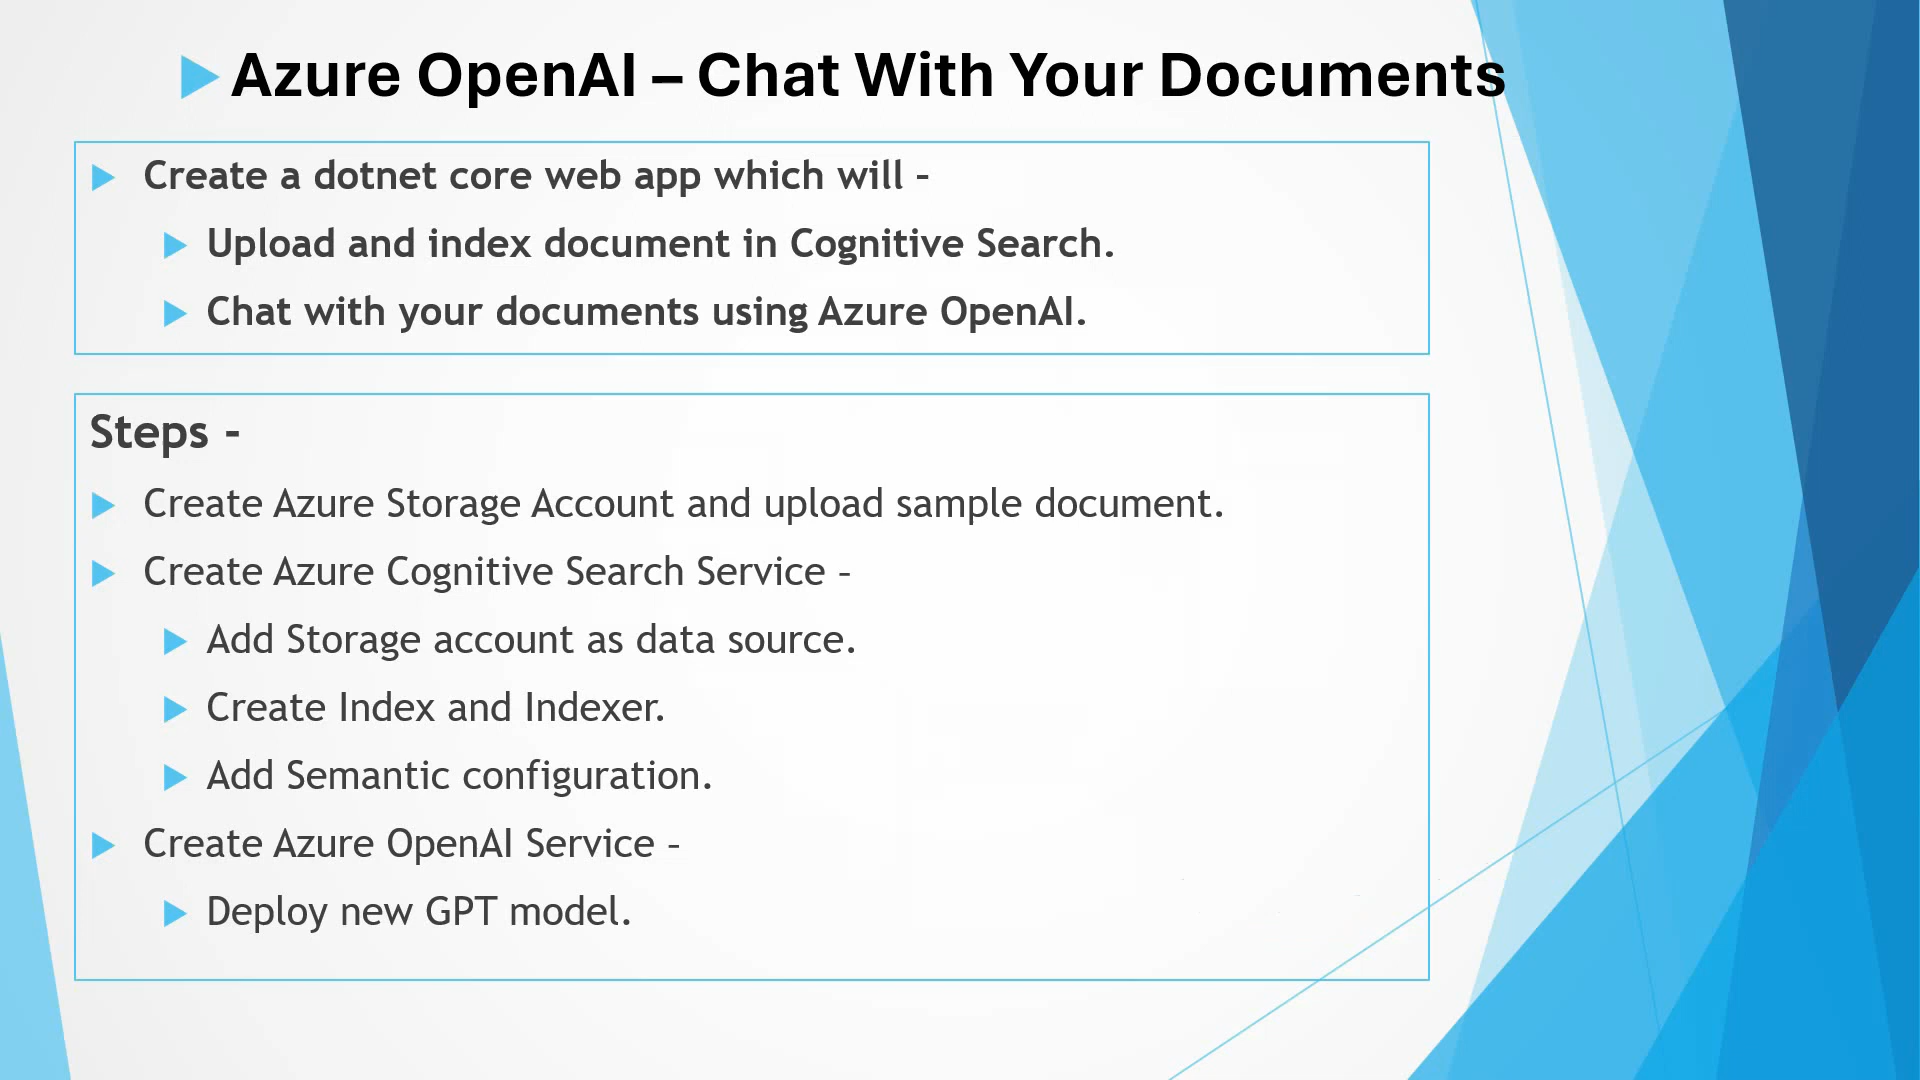 Azure OpenAI – Chat With Your Documents
Create a dotnet core web app which will –
Upload and index document in Cognitive Search.
Chat with your documents using Azure OpenAI.
Steps -
Create Azure Storage Account and upload sample document.
Create Azure Cognitive Search Service –
Add Storage account as data source.
Create Index and Indexer.
Add Semantic configuration.
Create Azure OpenAI Service –
Deploy new GPT model.